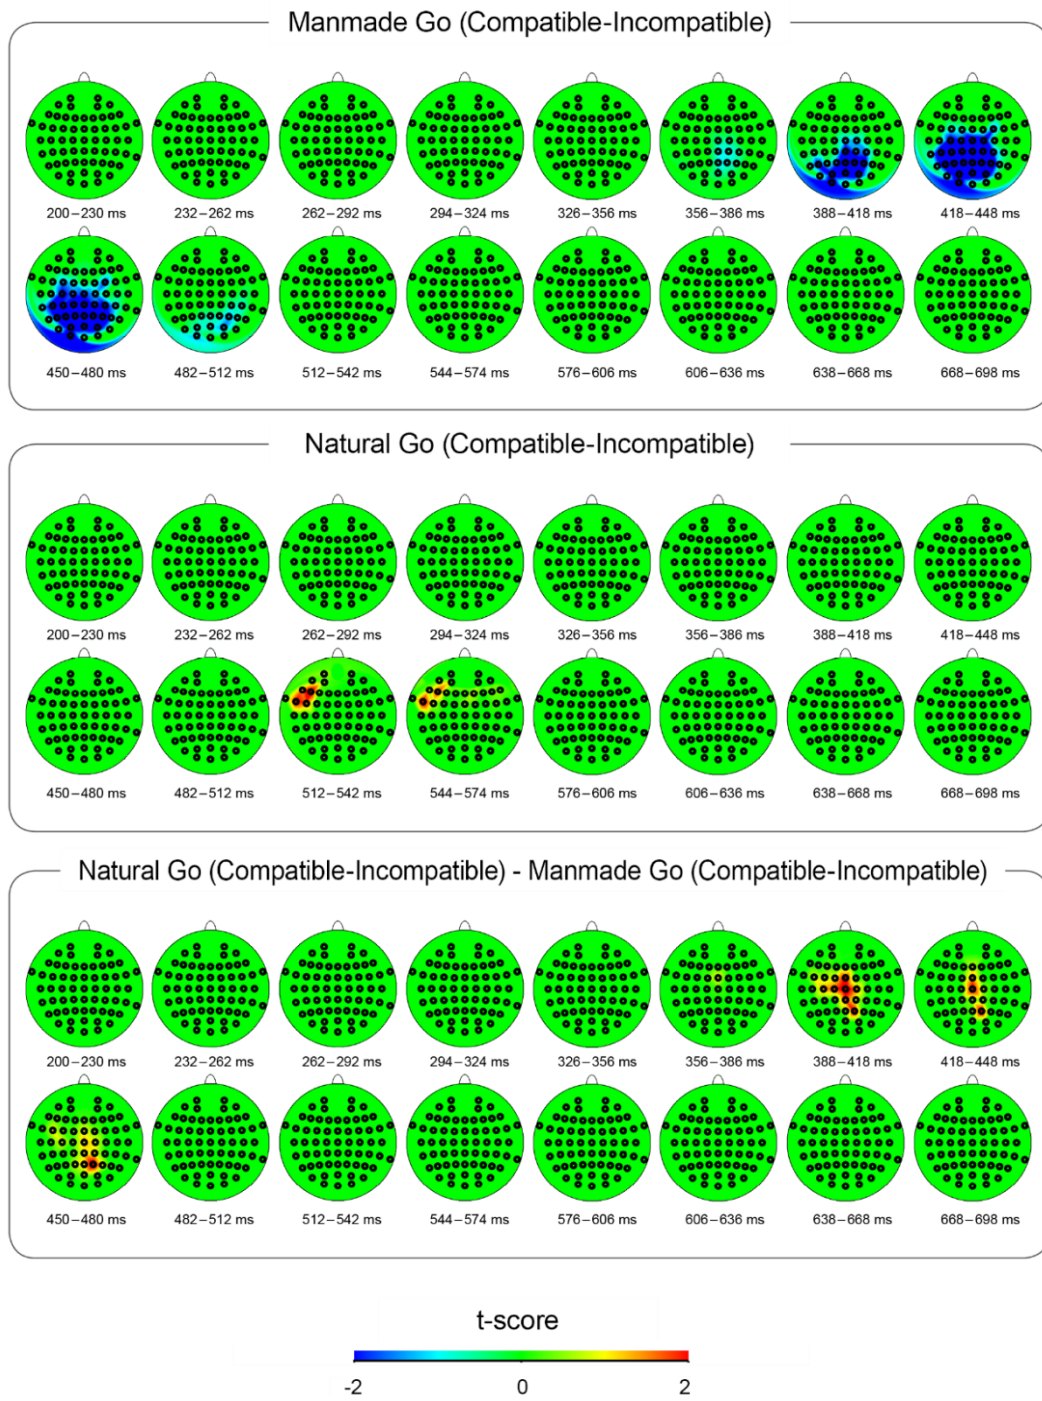 Manmade Go (Compatible-Incompatible)
200–230 ms 232–262 ms 262–292 ms 294–324 ms 326–356 ms 356–386 ms 388–418 ms 418–448 ms
450–480 ms 482–512 ms 512–542 ms 544–574 ms 576–606 ms 606–636 ms 638–668 ms 668–698 ms
Natural Go (Compatible-Incompatible)
200–230 ms 232–262 ms 262–292 ms 294–324 ms 326–356 ms 356–386 ms 388–418 ms 418–448 ms
450–480 ms 482–512 ms 512–542 ms 544–574 ms 576–606 ms 606–636 ms 638–668 ms 668–698 ms
Natural Go (Compatible-Incompatible) - Manmade Go (Compatible-Incompatible)
200–230 ms 232–262 ms 262–292 ms 294–324 ms 326–356 ms 356–386 ms 388–418 ms 418–448 ms
450–480 ms 482–512 ms 512–542 ms 544–574 ms 576–606 ms 606–636 ms 638–668 ms 668–698 ms
t-score
-2 0 2